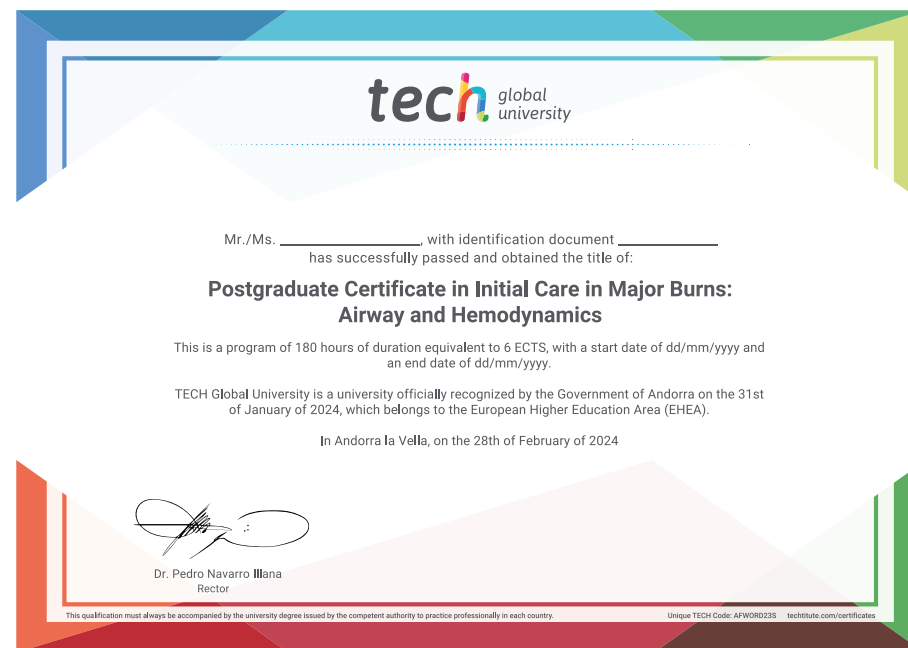 tech global university
Mr./Ms. ________________, with identification document ____________
has successfully passed and obtained the title of:
Postgraduate Certificate in Initial Care in Major Burns:
Airway and Hemodynamics
This is a program of 180 hours of duration equivalent to 6 ECTS, with a start date of dd/mm/yyyy and
an end date of dd/mm/yyyy.
TECH Global University is a university officially recognized by the Government of Andorra on the 31st
of January of 2024, which belongs to the European Higher Education Area (EHEA).
In Andorra la Vella, on the 28th of February of 2024
Dr. Pedro Navarro Illana
Rector
This qualification must always be accompanied by the university degree issued by the competent authority to practice professionally in each country.
Unique TECH Code: AFWORD23S techtitute.com/certificates